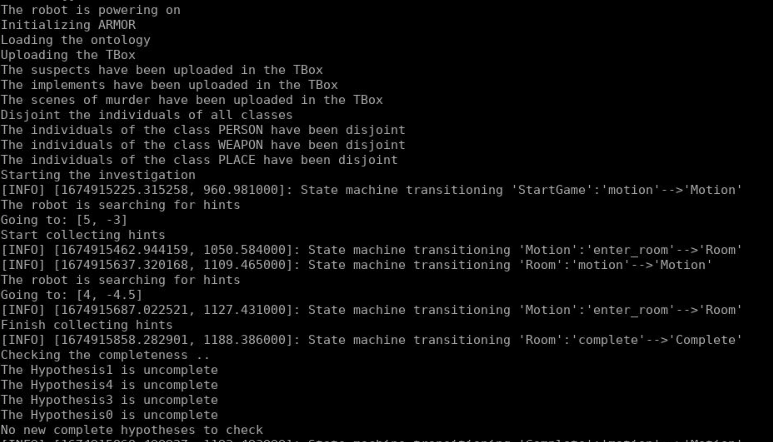 The robot is powering on
Initializing ARMOR
Loading the ontology
Uploading the TBox
The suspects have been uploaded in the TBox
The implements have been uploaded in the TBox
The scenes of murder have been uploaded in the TBox
Disjoint the individuals of all classes
The individuals of the class PERSON have been disjoint
The individuals of the class WEAPON have been disjoint
The individuals of the class PLACE have been disjoint
Starting the investigation
[INFO] [1674915225.315258, 960.981000]: State machine transitioning 'StartGame':'motion'-->'Motion'
The robot is searching for hints
Going to: [5, -3]
Start collecting hints
[INFO] [1674915462.944159, 1050.584000]: State machine transitioning 'Motion':'enter_room'-->'Room'
[INFO] [1674915637.320168, 1109.465000]: State machine transitioning 'Room':'motion'-->'Motion'
The robot is searching for hints
Going to: [4, -4.5]
[INFO] [1674915687.022521, 1127.431000]: State machine transitioning 'Motion':'enter_room'-->'Room'
Finish collecting hints
[INFO] [1674915858.282901, 1188.386000]: State machine transitioning 'Room':'complete'-->'Complete'
Checking the completeness ..
The Hypothesis1 is uncomplete
The Hypothesis4 is uncomplete
The Hypothesis3 is uncomplete
The Hypothesis0 is uncomplete
No new complete hypotheses to check